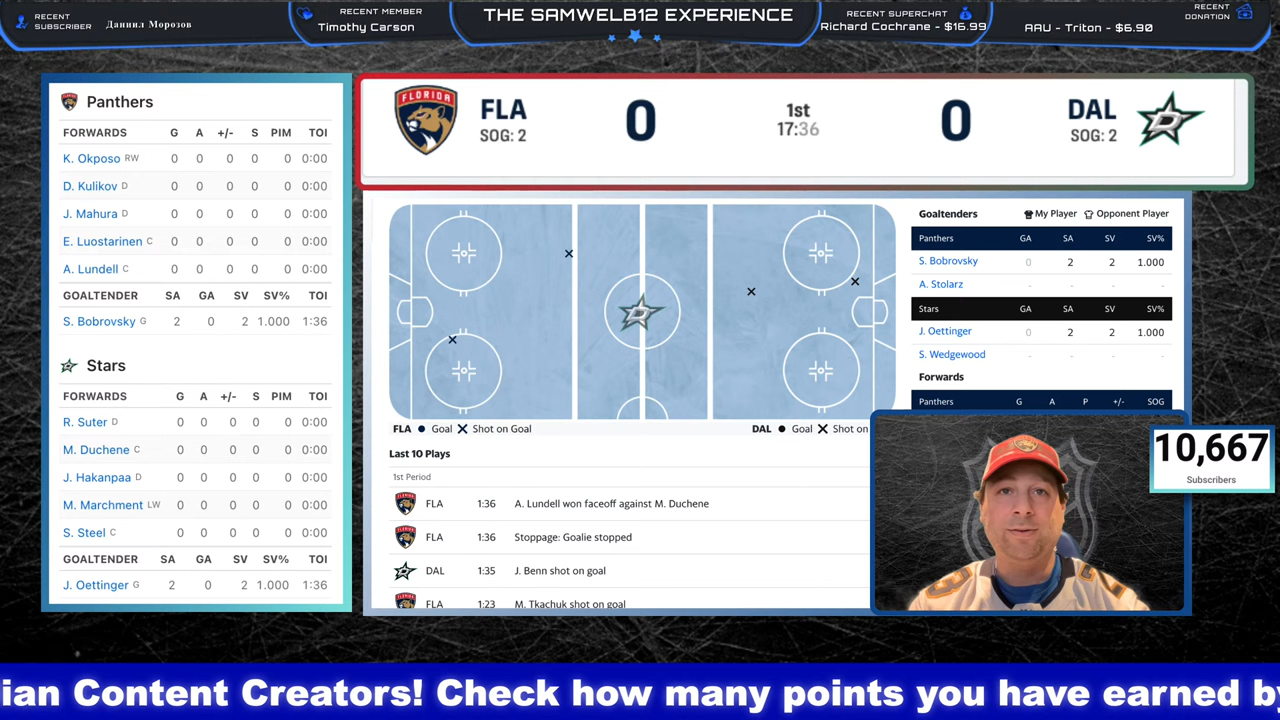 RECENT
SUBSCRIBER
Даниил Морозов
RECENT MEMBER
Timothy Carson
THE SAMWELB12 EXPERIENCE
RECENT SUPERCHAT
Richard Cochrane - $16.99
RECENT
DONATION
AAU - Triton - $6.90
Panthers
FORWARDS G A +/- S PIM TOI
K. Okposo RW 0 0 0 0 0 0:00
D. Kulikov D 0 0 0 0 0 0:00
J. Mahura D 0 0 0 0 0 0:00
E. Luostarinen C 0 0 0 0 0 0:00
A. Lundell C 0 0 0 0 0 0:00
GOALTENDER SA GA SV SV% TOI
S. Bobrovsky G 2 0 2 1.000 1:36
Stars
FORWARDS G A +/- S PIM TOI
R. Suter D 0 0 0 0 0 0:00
M. Duchene C 0 0 0 0 0 0:00
J. Hakanpaa D 0 0 0 0 0 0:00
M. Marchment LW 0 0 0 0 0 0:00
S. Steel C 0 0 0 0 0 0:00
GOALTENDER SA GA SV SV% TOI
J. Oettinger G 2 0 2 1.000 1:36
FLORIDA
FLA
SOG: 2
0
1st
17:36
0
DAL
SOG: 2
D
D
FLA Goal Shot on Goal
DAL Goal Shot on
Last 10 Plays
1st Period
FLA 1:36 A. Lundell won faceoff against M. Duchene
FLA 1:36 Stoppage: Goalie stopped
DAL 1:35 J. Benn shot on goal
FLA 1:23 M. Tkachuk shot on goal
Goaltenders My Player Opponent Player
Panthers GA SA SV SV%
S. Bobrovsky 0 2 2 1.000
A. Stolarz - - - -
Stars GA SA SV SV%
J. Oettinger 0 2 2 1.000
S. Wedgewood - - - -
Forwards
Panthers G A P +/- SOG
10,667
Subscribers
ian Content Creators! Check how many points you have earned by